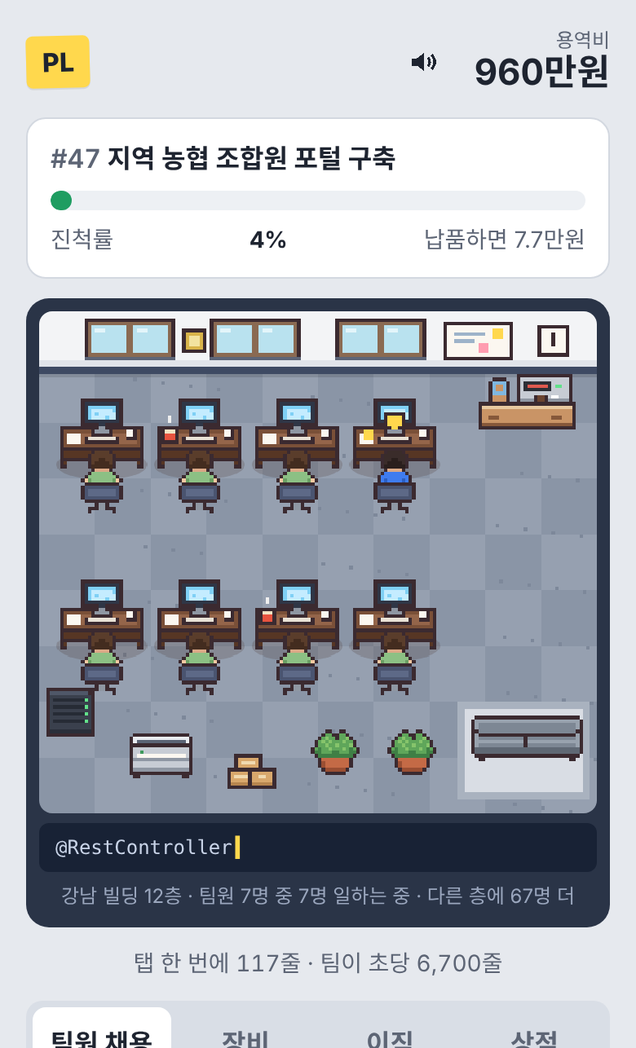 PL
용역비
960만원
#47 지역 농협 조합원 포털 구축
진척률 4% 납품하면 7.7만원
@RestController
강남 빌딩 12층 · 팀원 7명 중 7명 일하는 중 · 다른 층에 67명 더
탭 한 번에 117줄 · 팀이 초당 6,700줄
팀원 채용 장비 이직 상점